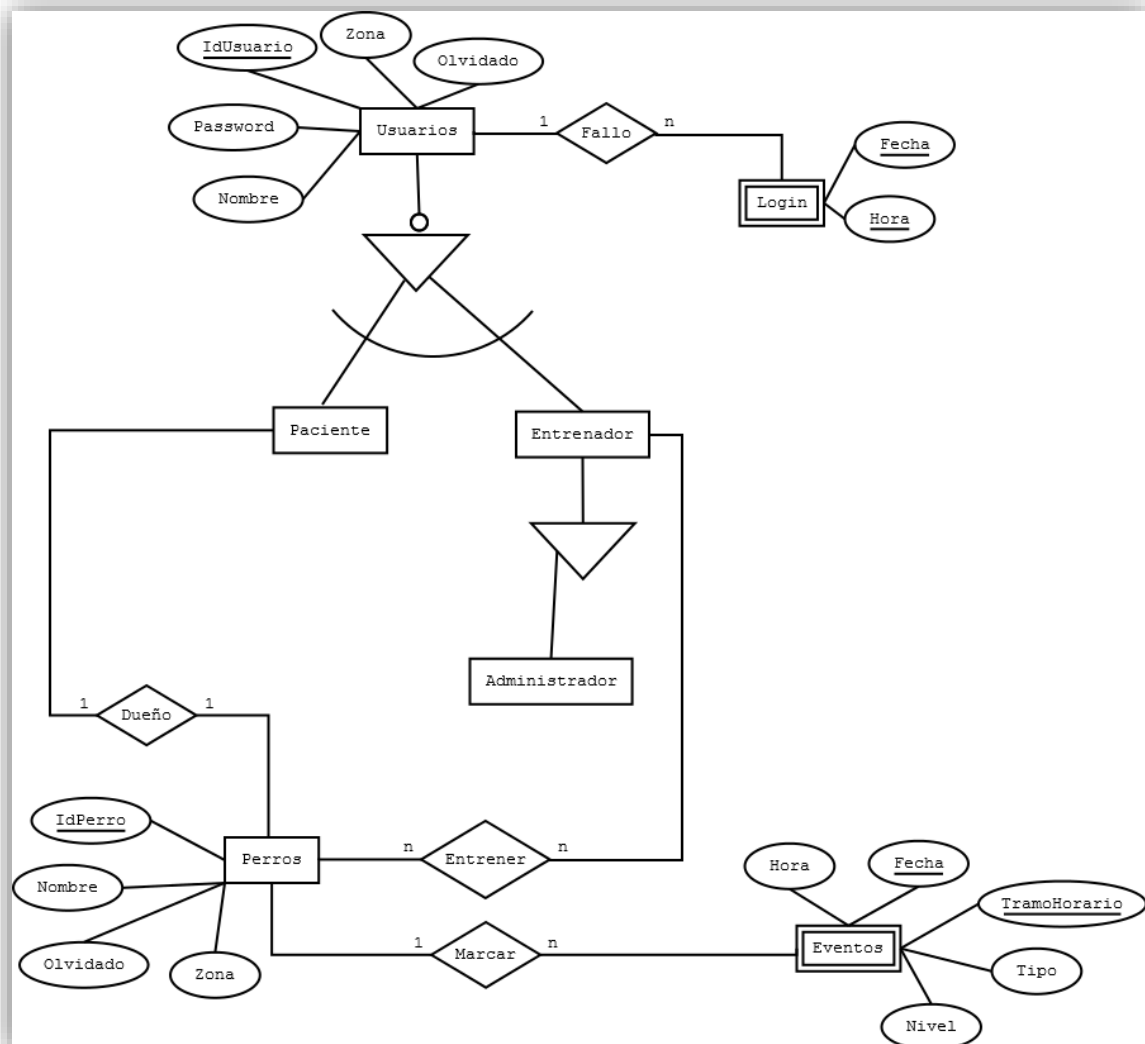 Zona
IdUsuario
Olvidado
Password
Usuarios
1
Fallo
n
Fecha
Nombre
Login
Hora
Paciente
Entrenador
Administrador
1
Dueño
1
IdPerro
Perros
n
Entrener
n
Hora
Fecha
Nombre
TramoHorario
Olvidado
Zona
1
Marcar
n
Eventos
Tipo
Nivel